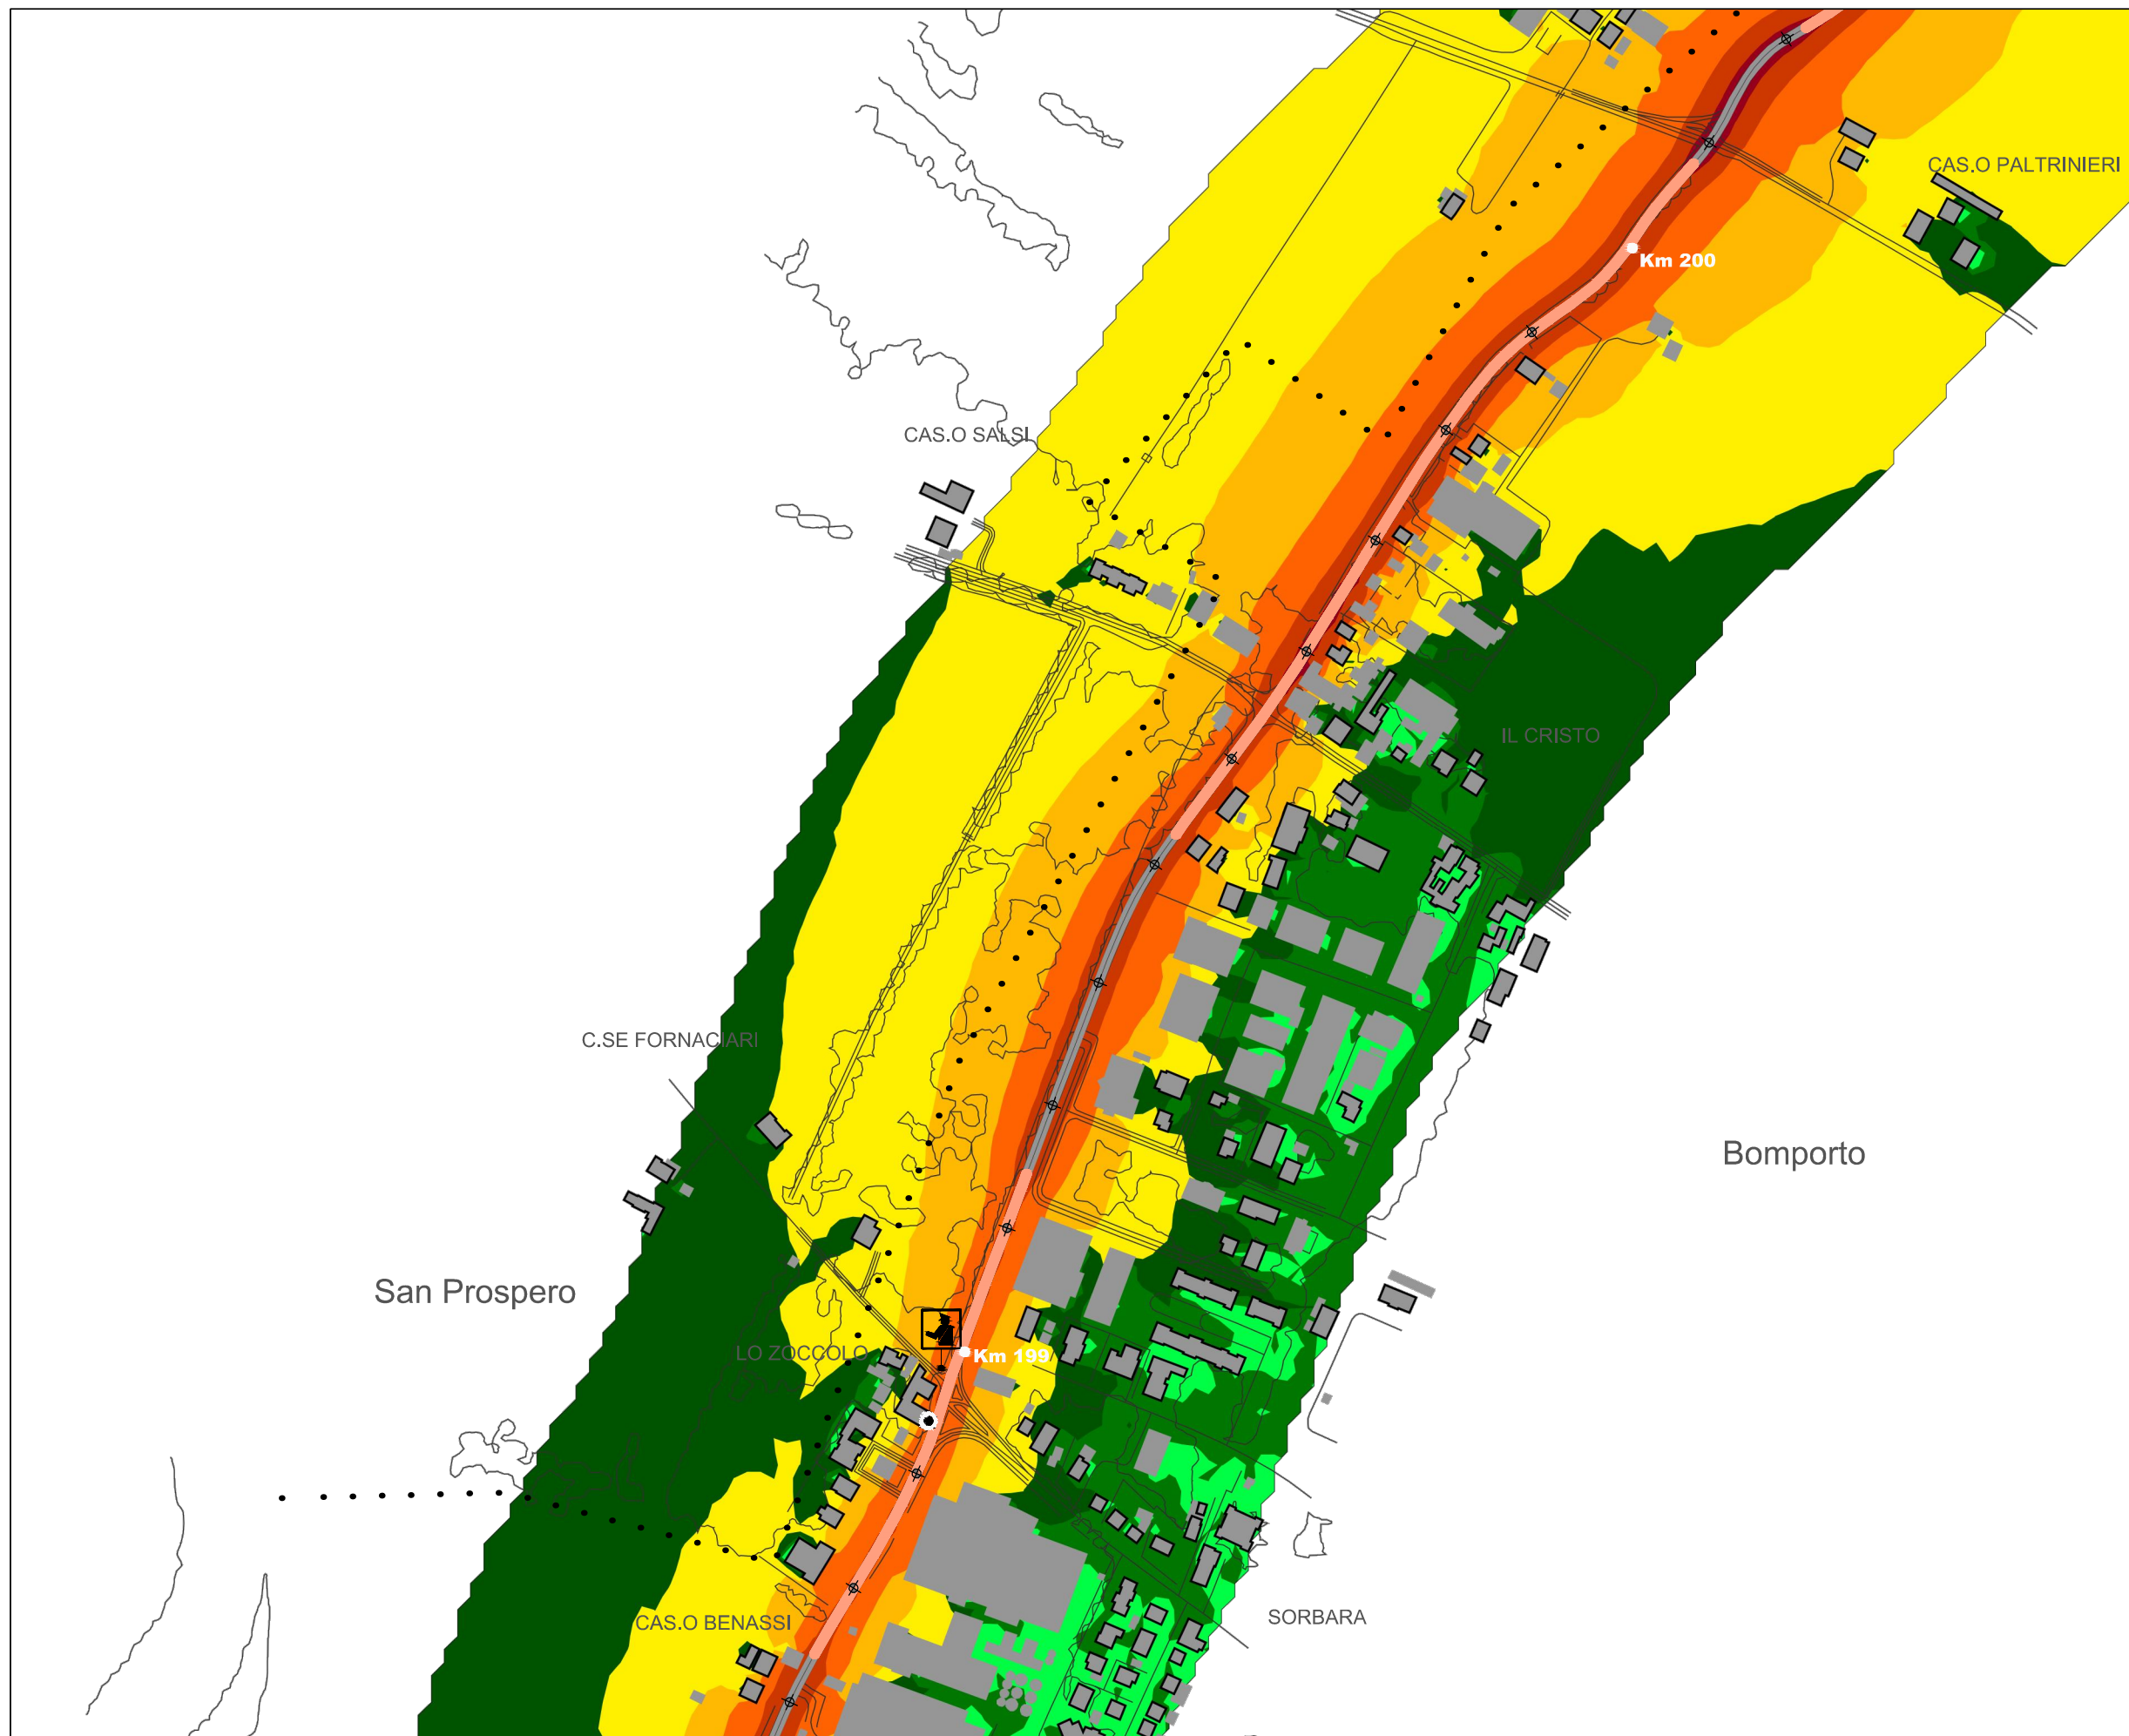 CAS.O PALTRINIERI
Km 200
CAS.O SALSI
IL CRISTO
C.SE FORNACIARI
Bomporto
San Prospero
LO ZOCCOLO
Km 199
CAS.O BENASSI
SORBARA